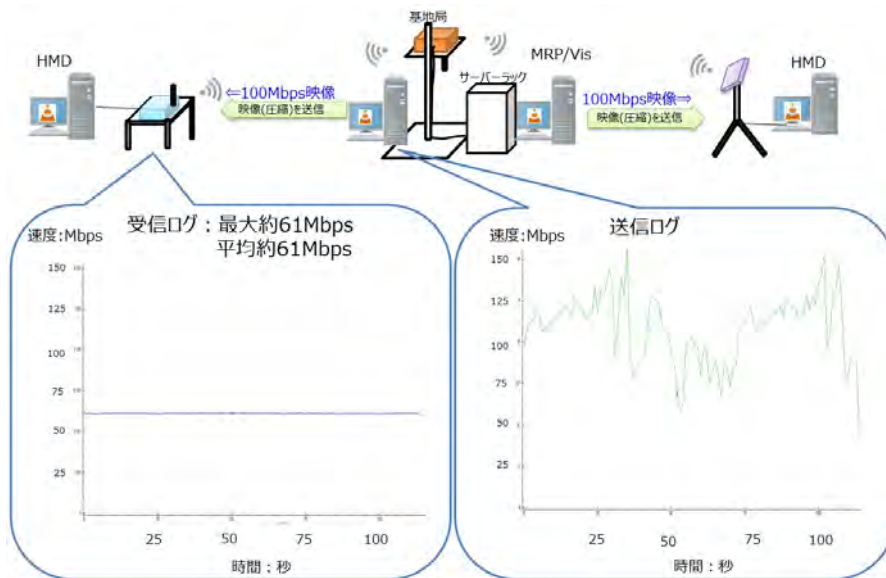 基地局
HMD
MRP/Vis
HMD
サーバーラック
⇐100Mbps映像
映像(圧縮)を送信
100Mbps映像⇒
映像(圧縮)を送信
受信ログ：最大約61Mbps
平均約61Mbps
速度:Mbps
150
125
100
75
50
25
25
50
75
100
時間：秒
送信ログ
速度:Mbps
150
125
100
75
50
25
25
50
75
100
時間：秒